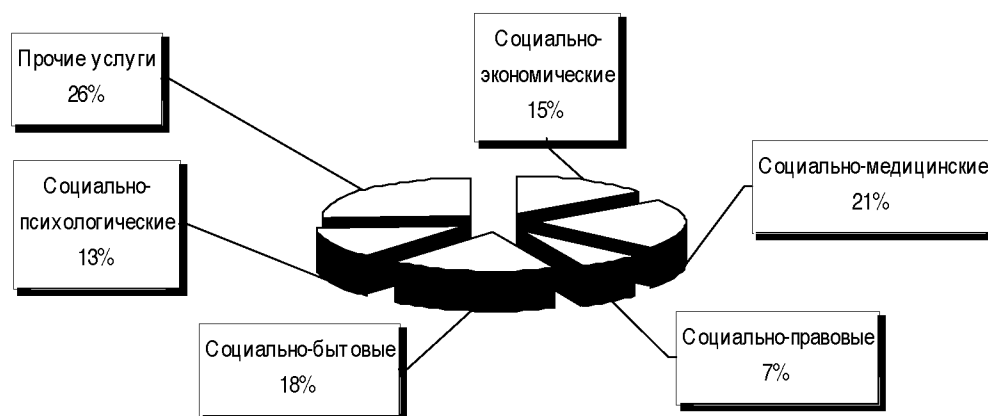 Прочие услуги
26%
Социально-
экономические
15%
Социально-медицинские
21%
Социально-
психологические
13%
Социально-бытовые
18%
Социально-правовые
7%